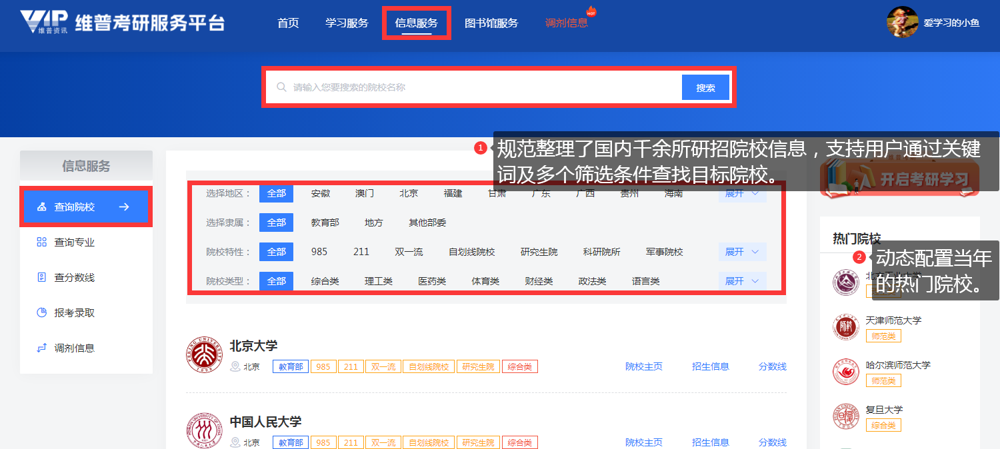 VIP 维普资讯 维普考研服务平台
首页 学习服务 信息服务 图书馆服务 调剂信息 HOT
爱学习的小鱼
请输入您要搜索的院校名称 搜索
1 规范整理了国内千余所研招院校信息，支持用户通过关键
词及多个筛选条件查找目标院校。
信息服务
查询院校
查询专业
查分数线
报考录取
调剂信息
选择地区： 全部 安徽 澳门 北京 福建 甘肃 广东 广西 贵州 海南 展开
选择隶属： 全部 教育部 地方 其他部委
院校特性： 全部 985 211 双一流 自划线院校 研究生院 科研院所 军事院校 展开
院校类型： 全部 综合类 理工类 医药类 体育类 财经类 政法类 语言类 展开
北京大学
北京 教育部 985 211 双一流 自划线院校 研究生院 综合类 院校主页 招生信息 分数线
中国人民大学
北京 教育部 985 211 双一流 自划线院校 研究生院 综合类 院校主页 招生信息 分数线
开启考研学习
热门院校
2 动态配置当年
的热门院校。
北京工业大学
天津师范大学
师范类
哈尔滨师范大学
师范类
复旦大学
综合类